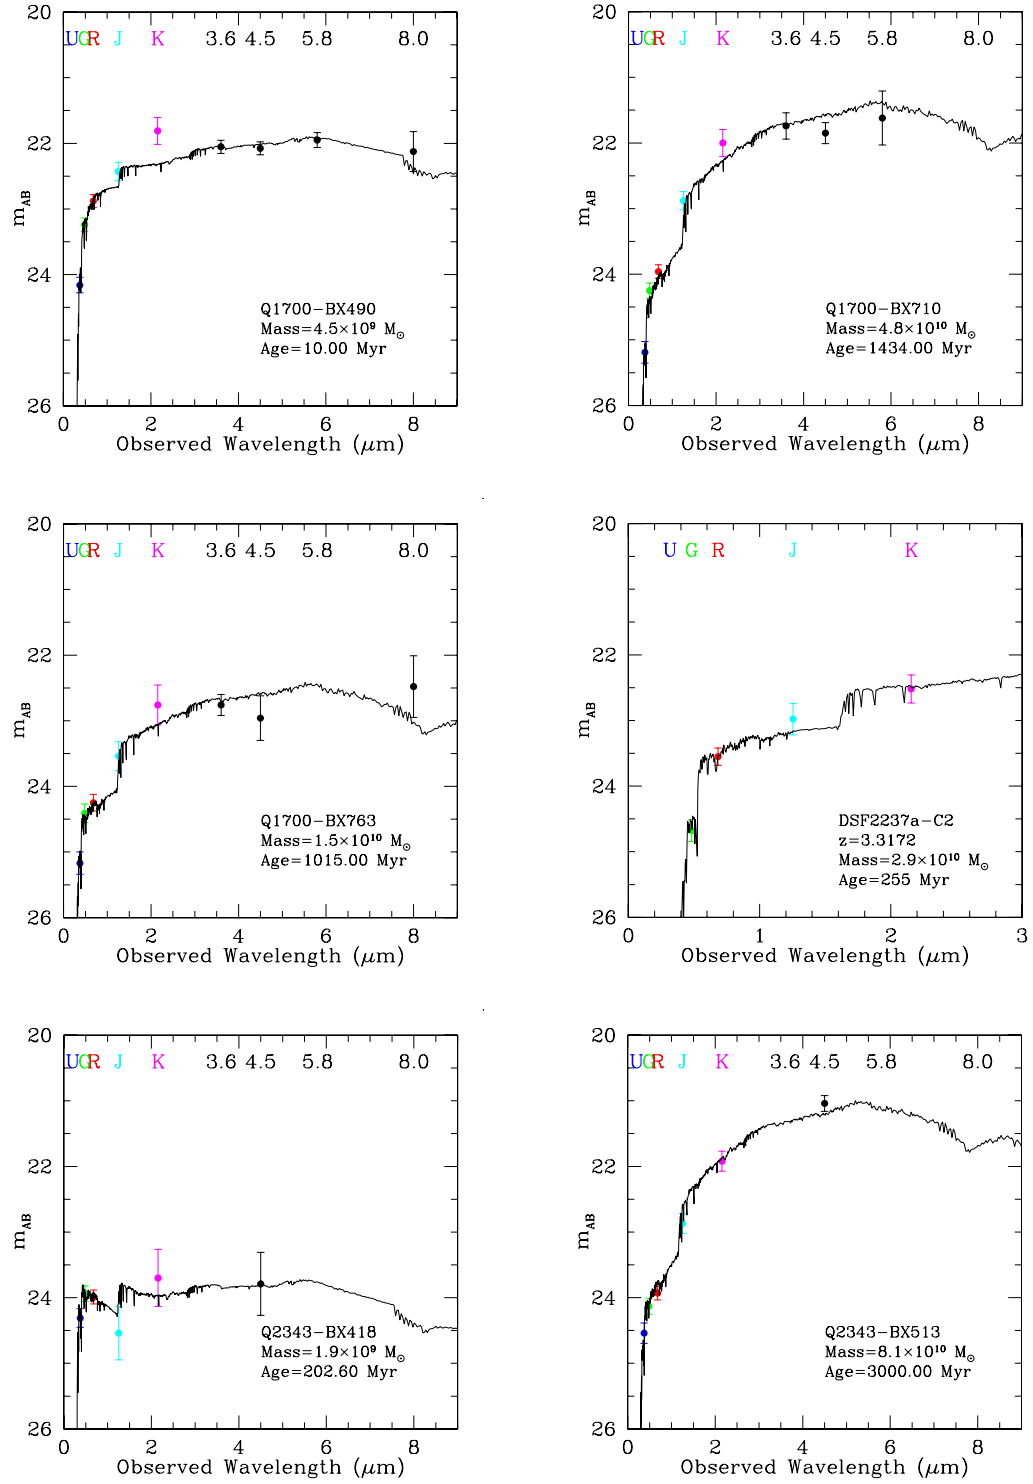 20
22
24
26
m_AB
U G R J K 3.6 4.5 5.8 8.0
Q1700-BX490
Mass=4.5×10⁹ M⊙
Age=10.00 Myr
0 2 4 6 8
Observed Wavelength (μm)
20
22
24
26
m_AB
U G R J K 3.6 4.5 5.8 8.0
Q1700-BX710
Mass=4.8×10¹⁰ M⊙
Age=1434.00 Myr
0 2 4 6 8
Observed Wavelength (μm)
20
22
24
26
m_AB
U G R J K 3.6 4.5 5.8 8.0
Q1700-BX763
Mass=1.5×10¹⁰ M⊙
Age=1015.00 Myr
0 2 4 6 8
Observed Wavelength (μm)
20
22
24
26
m_AB
U G R J K
DSF2237a-C2
z=3.3172
Mass=2.9×10¹⁰ M⊙
Age=255 Myr
0 1 2 3
Observed Wavelength (μm)
20
22
24
26
m_AB
U G R J K 3.6 4.5 5.8 8.0
Q2343-BX418
Mass=1.9×10⁹ M⊙
Age=202.60 Myr
0 2 4 6 8
Observed Wavelength (μm)
20
22
24
26
m_AB
U G R J K 3.6 4.5 5.8 8.0
Q2343-BX513
Mass=8.1×10¹⁰ M⊙
Age=3000.00 Myr
0 2 4 6 8
Observed Wavelength (μm)